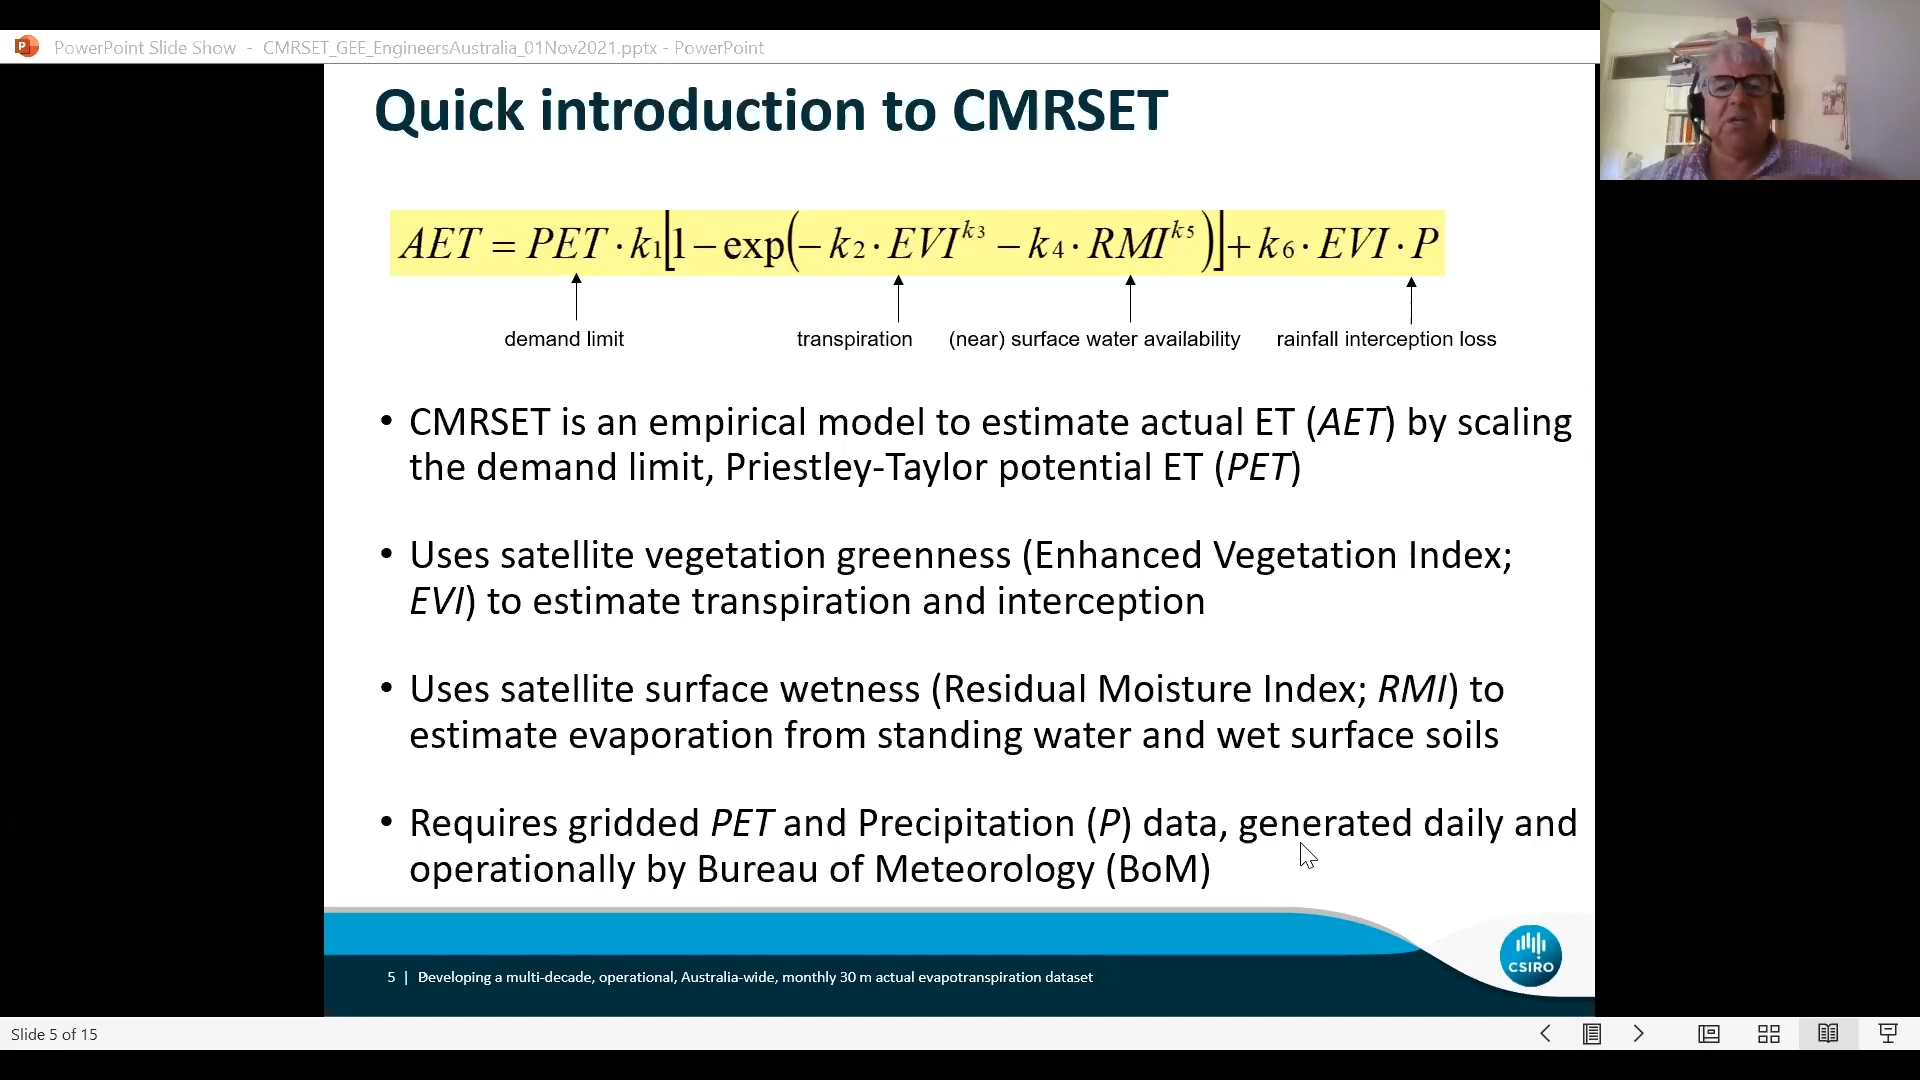 PowerPoint Slide Show - CMRSET_GEE_EngineersAustralia_01Nov2021.pptx - PowerPoint
Quick introduction to CMRSET
AET = PET · k1[1 − exp(− k2 · EVI^k3 − k4 · RMI^k5)] + k6 · EVI · P
demand limit transpiration (near) surface water availability rainfall interception loss
• CMRSET is an empirical model to estimate actual ET (AET) by scaling
the demand limit, Priestley-Taylor potential ET (PET)
• Uses satellite vegetation greenness (Enhanced Vegetation Index;
EVI) to estimate transpiration and interception
• Uses satellite surface wetness (Residual Moisture Index; RMI) to
estimate evaporation from standing water and wet surface soils
• Requires gridded PET and Precipitation (P) data, generated daily and
operationally by Bureau of Meteorology (BoM)
5 | Developing a multi-decade, operational, Australia-wide, monthly 30 m actual evapotranspiration dataset
CSIRO
Slide 5 of 15